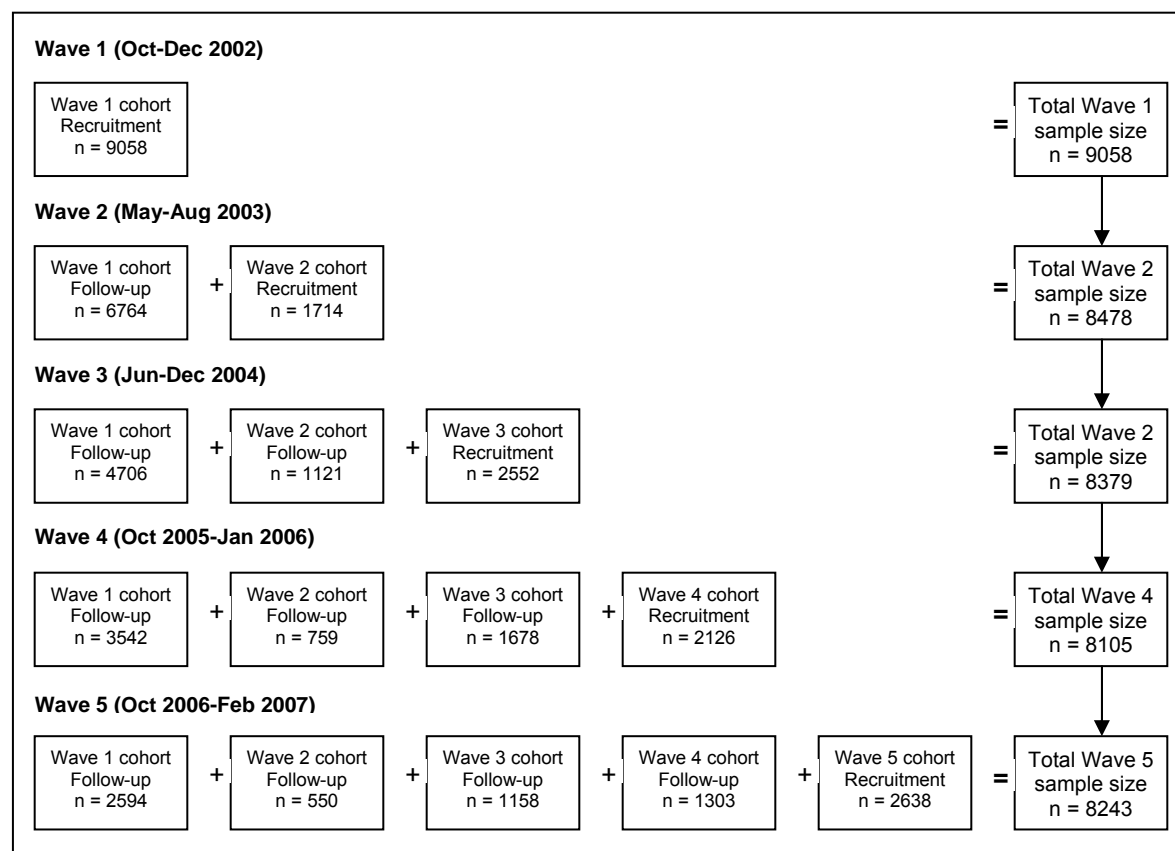 Wave 1 (Oct-Dec 2002)
Wave 1 cohort
Recruitment
n = 9058
=
Total Wave 1
sample size
n = 9058
Wave 2 (May-Aug 2003)
Wave 1 cohort
Follow-up
n = 6764
+
Wave 2 cohort
Recruitment
n = 1714
=
Total Wave 2
sample size
n = 8478
Wave 3 (Jun-Dec 2004)
Wave 1 cohort
Follow-up
n = 4706
+
Wave 2 cohort
Follow-up
n = 1121
+
Wave 3 cohort
Recruitment
n = 2552
=
Total Wave 2
sample size
n = 8379
Wave 4 (Oct 2005-Jan 2006)
Wave 1 cohort
Follow-up
n = 3542
+
Wave 2 cohort
Follow-up
n = 759
+
Wave 3 cohort
Follow-up
n = 1678
+
Wave 4 cohort
Recruitment
n = 2126
=
Total Wave 4
sample size
n = 8105
Wave 5 (Oct 2006-Feb 2007)
Wave 1 cohort
Follow-up
n = 2594
+
Wave 2 cohort
Follow-up
n = 550
+
Wave 3 cohort
Follow-up
n = 1158
+
Wave 4 cohort
Follow-up
n = 1303
+
Wave 5 cohort
Recruitment
n = 2638
=
Total Wave 5
sample size
n = 8243